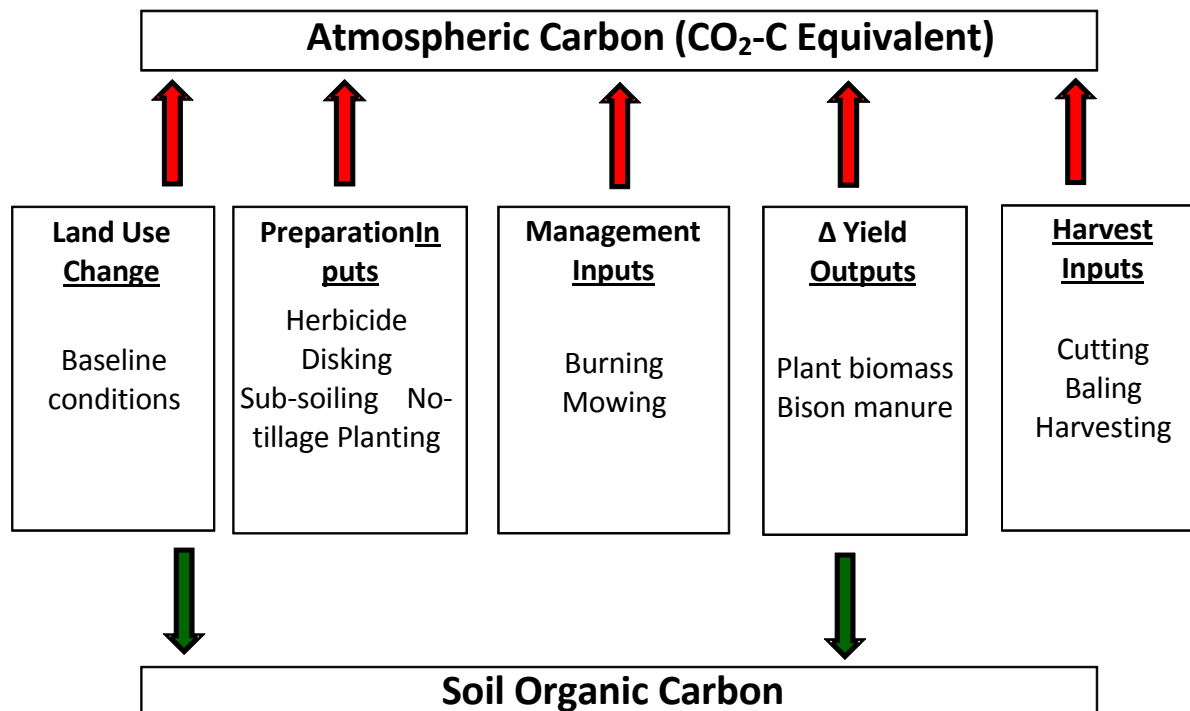 Atmospheric Carbon (CO₂-C Equivalent)
Land Use
Change
Baseline
conditions
PreparationIn
puts
Herbicide
Disking
Sub-soiling No-
tillage Planting
Management
Inputs
Burning
Mowing
Δ Yield
Outputs
Plant biomass
Bison manure
Harvest
Inputs
Cutting
Baling
Harvesting
Soil Organic Carbon